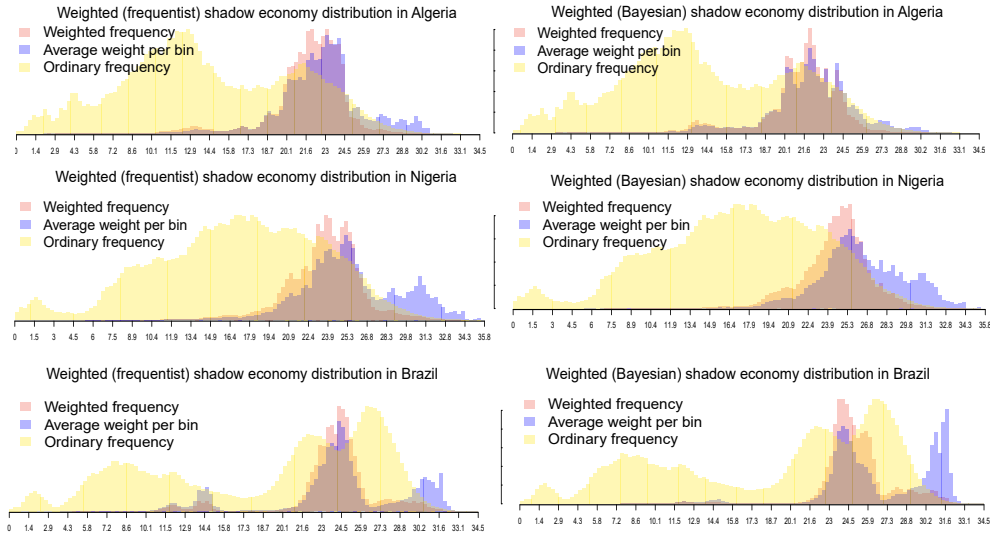 Weighted (frequentist) shadow economy distribution in Algeria
Weighted frequency
Average weight per bin
Ordinary frequency
0 1.4 2.9 4.3 5.8 7.2 8.6 10.1 11.5 12.9 14.4 15.8 17.3 18.7 20.1 21.6 23 24.5 25.9 27.3 28.8 30.2 31.6 33.1 34.5
Weighted (Bayesian) shadow economy distribution in Algeria
Weighted frequency
Average weight per bin
Ordinary frequency
0 1.4 2.9 4.3 5.8 7.2 8.6 10.1 11.5 12.9 14.4 15.8 17.3 18.7 20.1 21.6 23 24.5 25.9 27.3 28.8 30.2 31.6 33.1 34.5
Weighted (frequentist) shadow economy distribution in Nigeria
Weighted frequency
Average weight per bin
Ordinary frequency
0 1.5 3 4.5 6 7.5 8.9 10.4 11.9 13.4 14.9 16.4 17.9 19.4 20.9 22.4 23.9 25.3 26.8 28.3 29.8 31.3 32.8 34.3 35.8
Weighted (Bayesian) shadow economy distribution in Nigeria
Weighted frequency
Average weight per bin
Ordinary frequency
0 1.5 3 4.5 6 7.5 8.9 10.4 11.9 13.4 14.9 16.4 17.9 19.4 20.9 22.4 23.9 25.3 26.8 28.3 29.8 31.3 32.8 34.3 35.8
Weighted (frequentist) shadow economy distribution in Brazil
Weighted frequency
Average weight per bin
Ordinary frequency
0 1.4 2.9 4.3 5.8 7.2 8.6 10.1 11.5 12.9 14.4 15.8 17.3 18.7 20.1 21.6 23 24.5 25.9 27.3 28.8 30.2 31.6 33.1 34.5
Weighted (Bayesian) shadow economy distribution in Brazil
Weighted frequency
Average weight per bin
Ordinary frequency
0 1.4 2.9 4.3 5.8 7.2 8.6 10.1 11.5 12.9 14.4 15.8 17.3 18.7 20.1 21.6 23 24.5 25.9 27.3 28.8 30.2 31.6 33.1 34.5